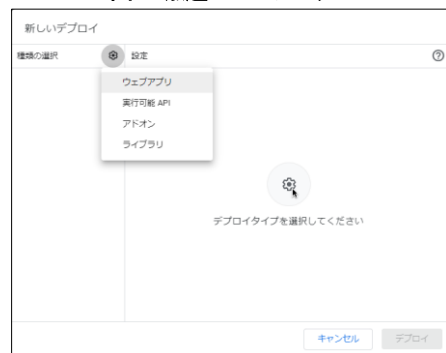 新しいデプロイ
種類の選択 設定
ウェブアプリ
実行可能 API
アドオン
ライブラリ
デプロイタイプを選択してください
キャンセル デプロイ